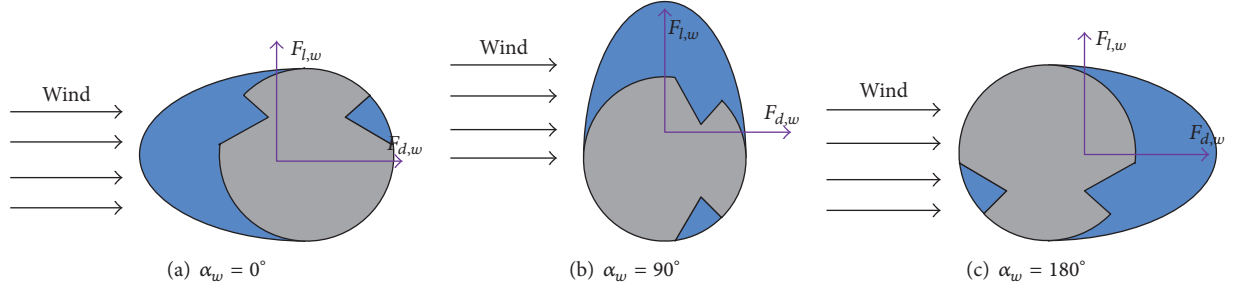 F_{l,w}
Wind
F_{d,w}
(a) α_w = 0°
F_{l,w}
Wind
F_{d,w}
(b) α_w = 90°
F_{l,w}
Wind
F_{d,w}
(c) α_w = 180°